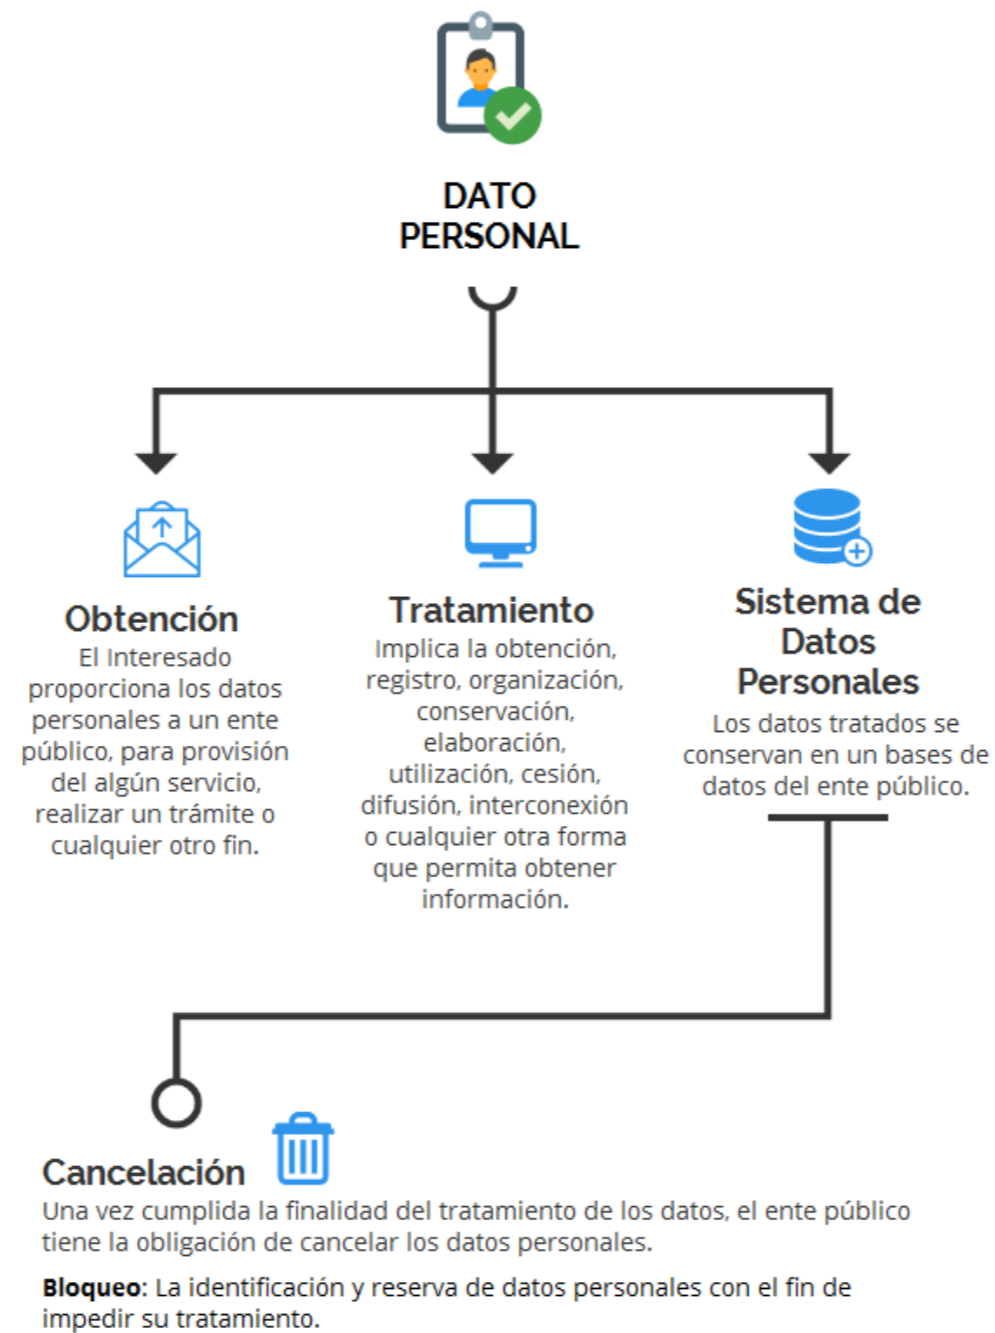 DATO
PERSONAL
Obtención
El Interesado
proporciona los datos
personales a un ente
público, para provisión
del algún servicio,
realizar un trámite o
cualquier otro fin.
Tratamiento
Implica la obtención,
registro, organización,
conservación,
elaboración,
utilización, cesión,
difusión, interconexión
o cualquier otra forma
que permita obtener
información.
Sistema de
Datos
Personales
Los datos tratados se
conservan en un bases de
datos del ente público.
Cancelación
Una vez cumplida la finalidad del tratamiento de los datos, el ente público
tiene la obligación de cancelar los datos personales.
Bloqueo: La identificación y reserva de datos personales con el fin de
impedir su tratamiento.